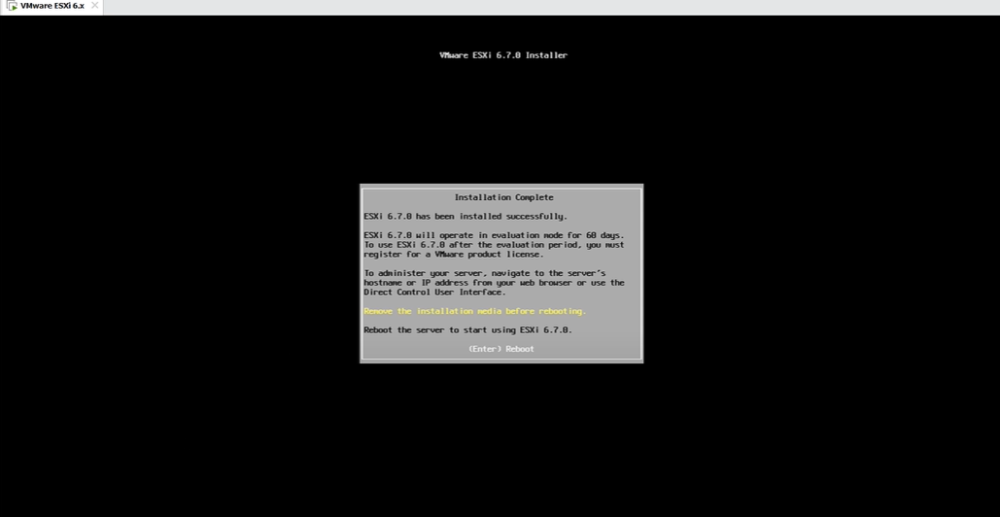 VMware ESXi 6.x
VMware ESXi 6.7.0 Installer
Installation Complete
ESXi 6.7.0 has been installed successfully.
ESXi 6.7.0 will operate in evaluation mode for 60 days.
To use ESXi 6.7.0 after the evaluation period, you must
register for a VMware product license.
To administer your server, navigate to the server's
hostname or IP address from your web browser or use the
Direct Control User Interface.
Remove the installation media before rebooting.
Reboot the server to start using ESXi 6.7.0.
(Enter) Reboot